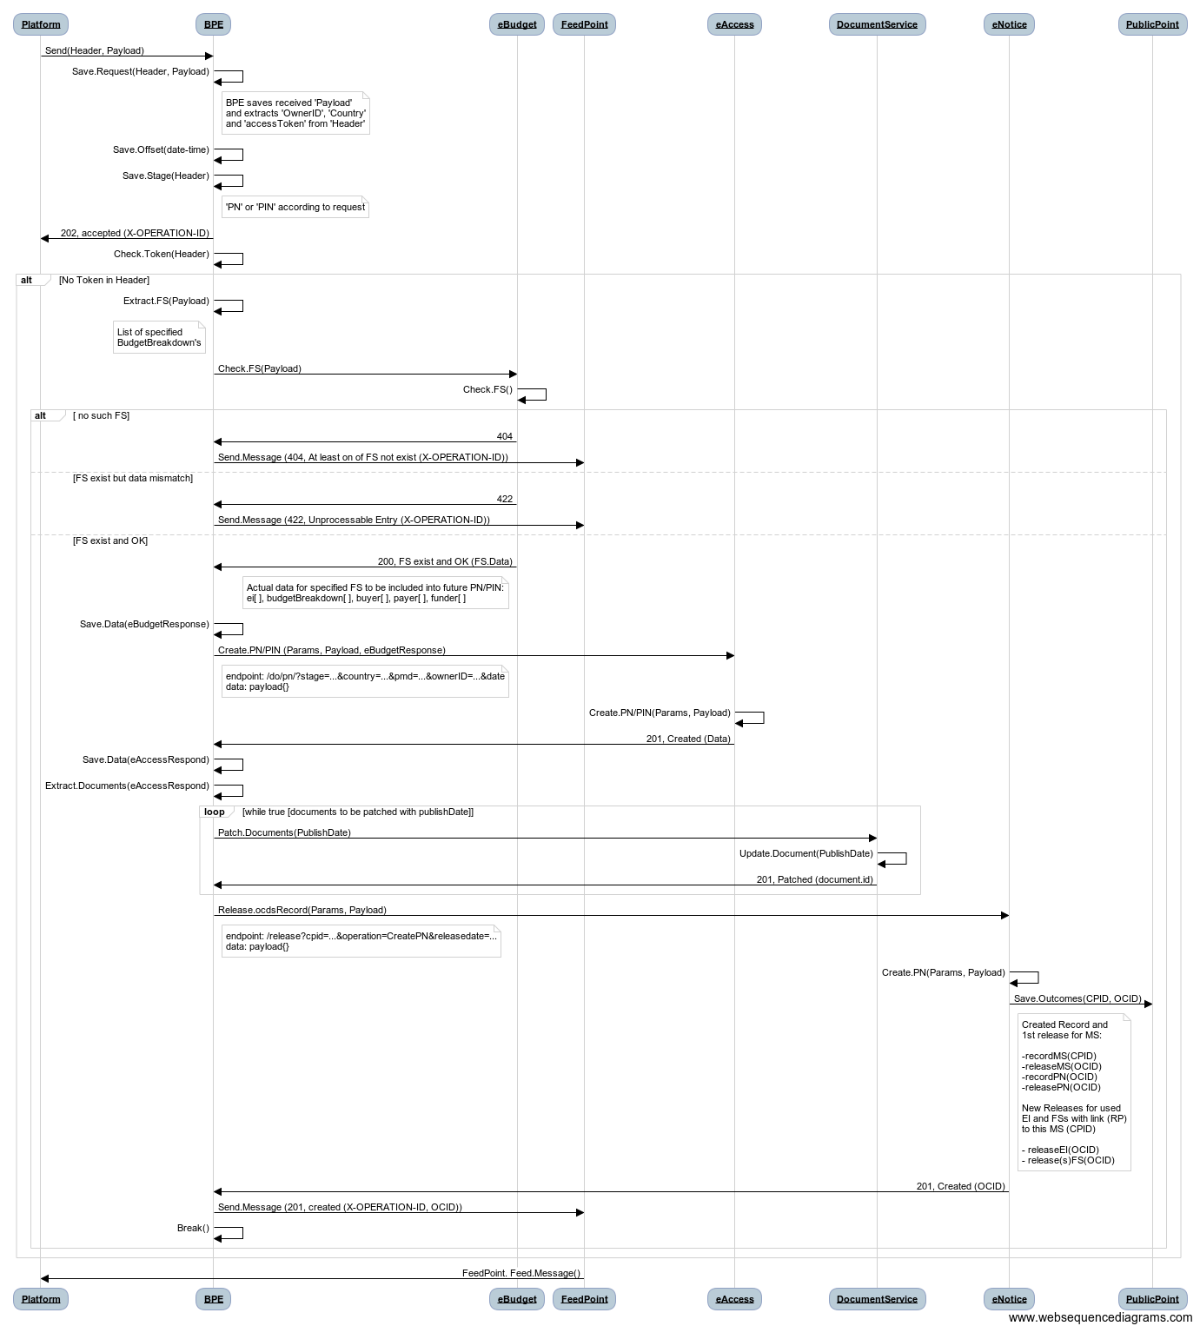 Platform BPE eBudget FeedPoint eAccess DocumentService eNotice PublicPoint
Send(Header, Payload)
Save.Request(Header, Payload)
BPE saves received 'Payload'
and extracts 'OwnerID', 'Country'
and 'accessToken' from 'Header'
Save.Offset(date-time)
Save.Stage(Header)
'PN' or 'PIN' according to request
202, accepted (X-OPERATION-ID)
Check.Token(Header)
alt [No Token in Header]
Extract.FS(Payload)
List of specified
BudgetBreakdown's
Check.FS(Payload)
Check.FS()
alt [ no such FS]
404
Send.Message (404, At least on of FS not exist (X-OPERATION-ID))
[FS exist but data mismatch]
422
Send.Message (422, Unprocessable Entry (X-OPERATION-ID))
[FS exist and OK]
200, FS exist and OK (FS.Data)
Actual data for specified FS to be included into future PN/PIN:
ei[ ], budgetBreakdown[ ], buyer[ ], payer[ ], funder[ ]
Save.Data(eBudgetResponse)
Create.PN/PIN (Params, Payload, eBudgetResponse)
endpoint: /do/pn/?stage=...&country=...&pmd=...&ownerID=...&date
data: payload{}
Create.PN/PIN(Params, Payload)
201, Created (Data)
Save.Data(eAccessRespond)
Extract.Documents(eAccessRespond)
loop [while true [documents to be patched with publishDate]]
Patch.Documents(PublishDate)
Update.Document(PublishDate)
201, Patched (document.id)
Release.ocdsRecord(Params, Payload)
endpoint: /release?cpid=...&operation=CreatePN&releasedate=...
data: payload{}
Create.PN(Params, Payload)
Save.Outcomes(CPID, OCID)
Created Record and
1st release for MS:
-recordMS(CPID)
-releaseMS(OCID)
-recordPN(OCID)
-releasePN(OCID)
New Releases for used
EI and FSs with link (RP)
to this MS (CPID)
- releaseEI(OCID)
- release(s)FS(OCID)
201, Created (OCID)
Send.Message (201, created (X-OPERATION-ID, OCID))
Break()
FeedPoint. Feed.Message()
Platform BPE eBudget FeedPoint eAccess DocumentService eNotice PublicPoint
www.websequencediagrams.com